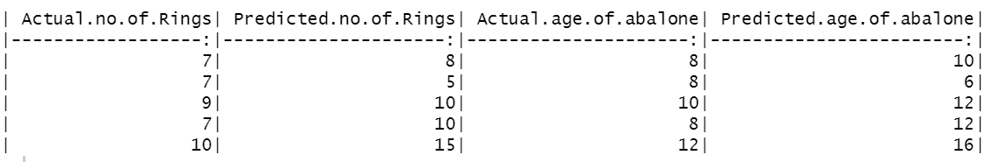 | Actual.no.of.Rings| Predicted.no.of.Rings| Actual.age.of.abalone| Predicted.age.of.abalone|
|------------------:|---------------------:|---------------------:|------------------------:|
|                  7|                     8|                     8|                       10|
|                  7|                     5|                     8|                        6|
|                  9|                    10|                    10|                       12|
|                  7|                    10|                     8|                       12|
|                 10|                    15|                    12|                       16|